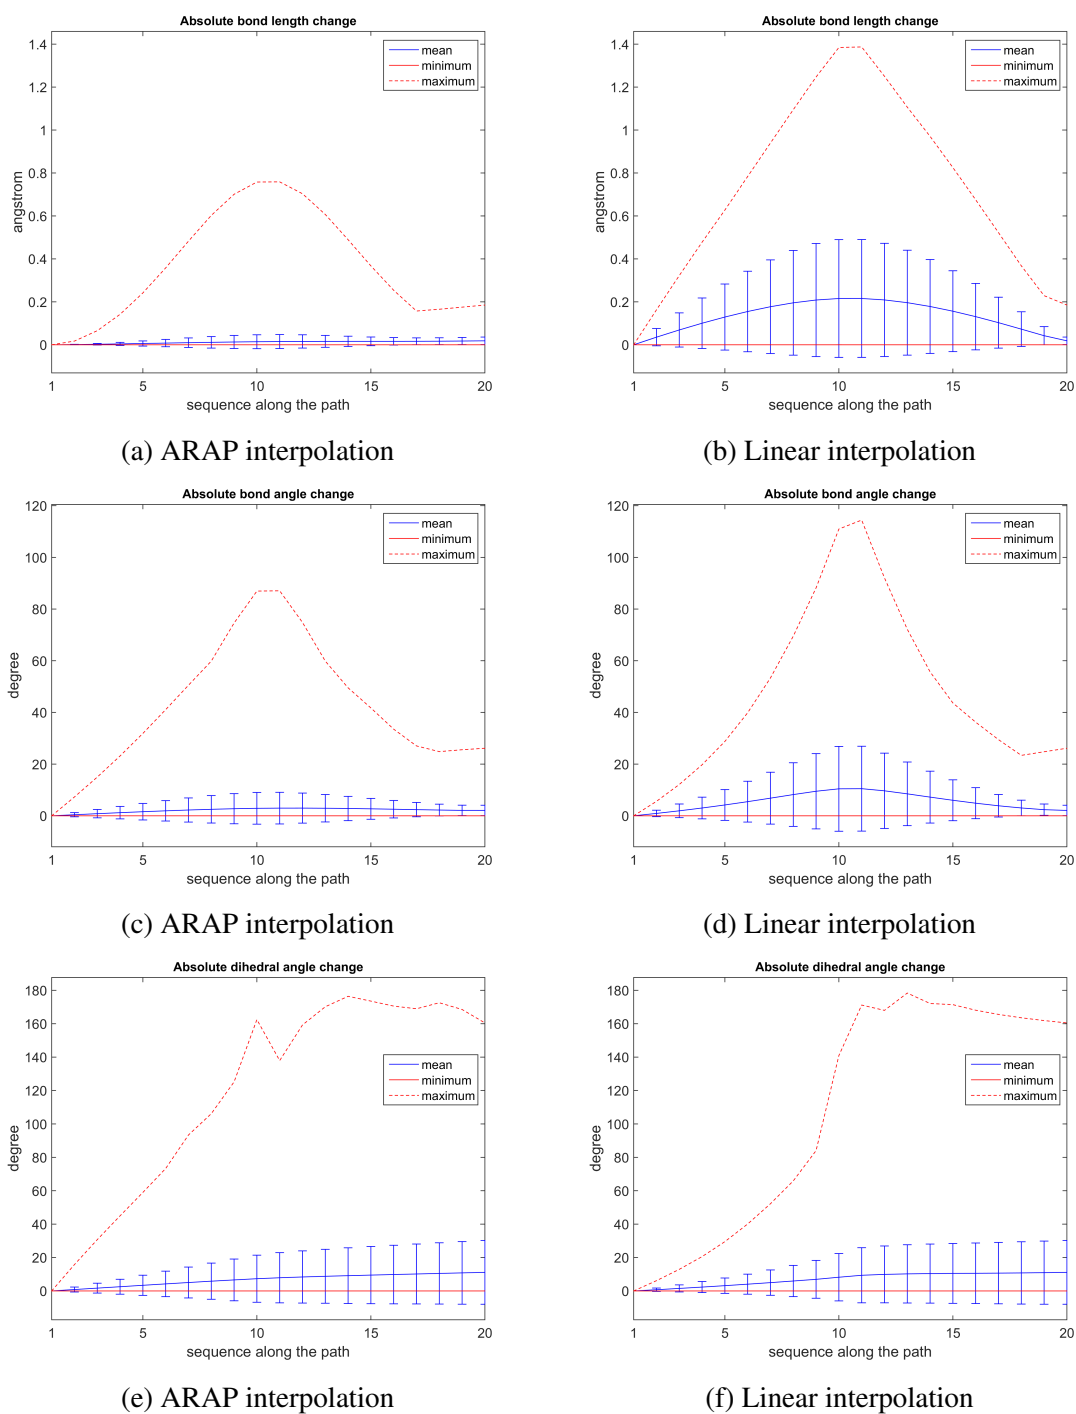 Absolute bond length change
1.4
1.2
1
0.8
0.6
0.4
0.2
0
angstrom
mean
minimum
maximum
1 5 10 15 20
sequence along the path
(a) ARAP interpolation
Absolute bond length change
1.4
1.2
1
0.8
0.6
0.4
0.2
0
angstrom
mean
minimum
maximum
1 5 10 15 20
sequence along the path
(b) Linear interpolation
Absolute bond angle change
120
100
80
60
40
20
0
degree
mean
minimum
maximum
1 5 10 15 20
sequence along the path
(c) ARAP interpolation
Absolute bond angle change
120
100
80
60
40
20
0
degree
mean
minimum
maximum
1 5 10 15 20
sequence along the path
(d) Linear interpolation
Absolute dihedral angle change
180
160
140
120
100
80
60
40
20
0
degree
mean
minimum
maximum
1 5 10 15 20
sequence along the path
(e) ARAP interpolation
Absolute dihedral angle change
180
160
140
120
100
80
60
40
20
0
degree
mean
minimum
maximum
1 5 10 15 20
sequence along the path
(f) Linear interpolation